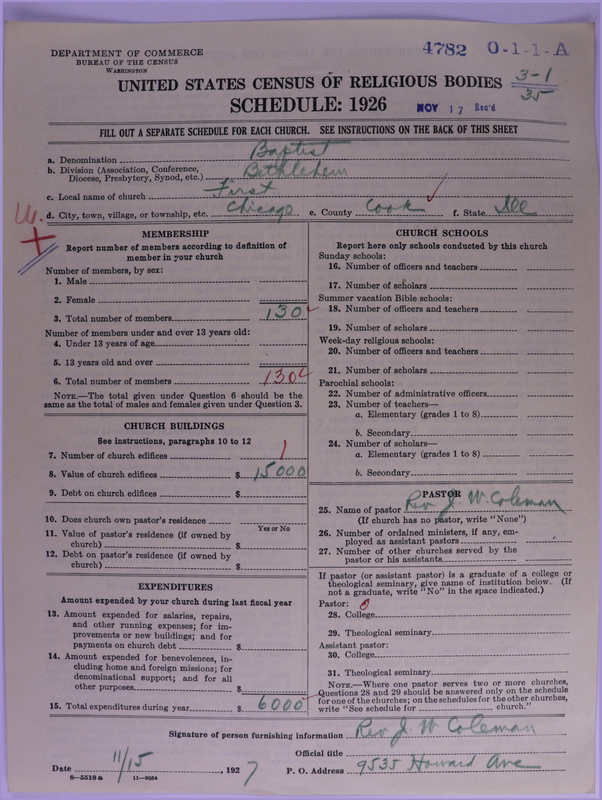 DEPARTMENT OF COMMERCE
BUREAU OF THE CENSUS
WASHINGTON
4782 0-1-1-A
UNITED STATES CENSUS OF RELIGIOUS BODIES
3-1
35
SCHEDULE: 1926
NOV 17 Rec'd
FILL OUT A SEPARATE SCHEDULE FOR EACH CHURCH. SEE INSTRUCTIONS ON THE BACK OF THIS SHEET
a. Denomination Baptist
b. Division (Association, Conference, Diocese, Presbytery, Synod, etc.) Bethlehem
c. Local name of church First
d. City, town, village, or township, etc. Chicago e. County Cook f. State Ill
MEMBERSHIP
Report number of members according to definition of
member in your church
Number of members, by sex:
1. Male
2. Female
3. Total number of members 130
Number of members under and over 13 years old:
4. Under 13 years of age
5. 13 years old and over
6. Total number of members 130
NOTE.—The total given under Question 6 should be
same as the total of males and females given under Question 3.
CHURCH BUILDINGS
See instructions, paragraphs 10 to 12
7. Number of church edifices 1
8. Value of church edifices $ 15000
9. Debt on church edifices $
10. Does church own pastor's residence
Yes or No
11. Value of pastor's residence (if owned by
church) $
12. Debt on pastor's residence (if owned by
church) $
EXPENDITURES
Amount expended by your church during last fiscal year
13. Amount expended for salaries, repairs,
and other running expenses; for im-
provements or new buildings; and for
payments on church debt $
14. Amount expended for benevolences, in-
cluding home and foreign missions; for
denominational support; and for all
other purposes $
15. Total expenditures during year $ 6000
CHURCH SCHOOLS
Report here only schools conducted by this church
Sunday schools:
16. Number of officers and teachers
17. Number of scholars
Summer vacation Bible schools:
18. Number of officers and teachers
19. Number of scholars
Week-day religious schools:
20. Number of officers and teachers
21. Number of scholars
Parochial schools:
22. Number of administrative officers
23. Number of teachers—
a. Elementary (grades 1 to 8)
b. Secondary
24. Number of scholars—
a. Elementary (grades 1 to 8)
b. Secondary
PASTOR
25. Name of pastor Rev J. W. Coleman
(If church has no pastor, write "None")
26. Number of ordained ministers, if any, em-
ployed as assistant pastors
27. Number of other churches served by the
pastor or his assistants
If pastor (or assistant pastor) is a graduate of a college or
theological seminary, give name of institution below. (If
not a graduate, write "No" in the space indicated.)
Pastor: 0
28. College
29. Theological seminary
Assistant pastor:
30. College
31. Theological seminary
NOTE.—Where one pastor serves two or more churches,
Questions 28 and 29 should be answered only on the schedule
for one of the churches; on the schedules for the other churches,
write "See schedule for church."
Signature of person furnishing information Rev J. W Coleman
Official title
Date 11/15, 1927 P. O. Address 9535 Howard Ave
8-5518a 11-9084